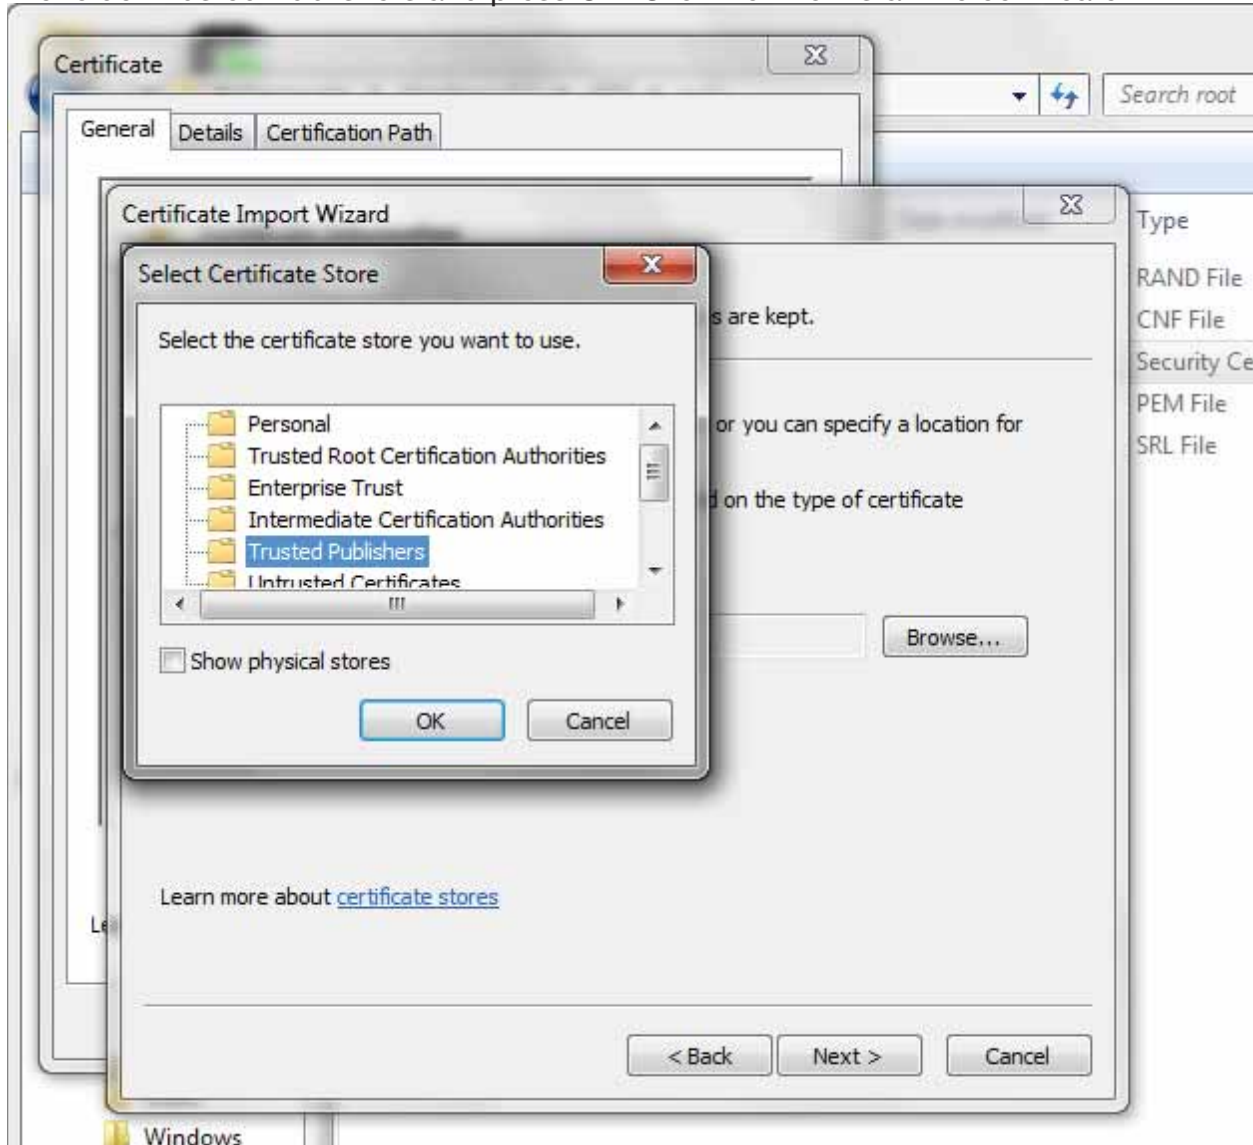 Certificate
Search root
General Details Certification Path
Certificate Import Wizard
Type
Select Certificate Store
RAND File
s are kept.
CNF File
Select the certificate store you want to use.
Security Ce
PEM File
Personal
or you can specify a location for
Trusted Root Certification Authorities
SRL File
Enterprise Trust
d on the type of certificate
Intermediate Certification Authorities
Trusted Publishers
Untrusted Certificates
Browse...
Show physical stores
OK Cancel
Learn more about certificate stores
Le
< Back Next > Cancel
Windows